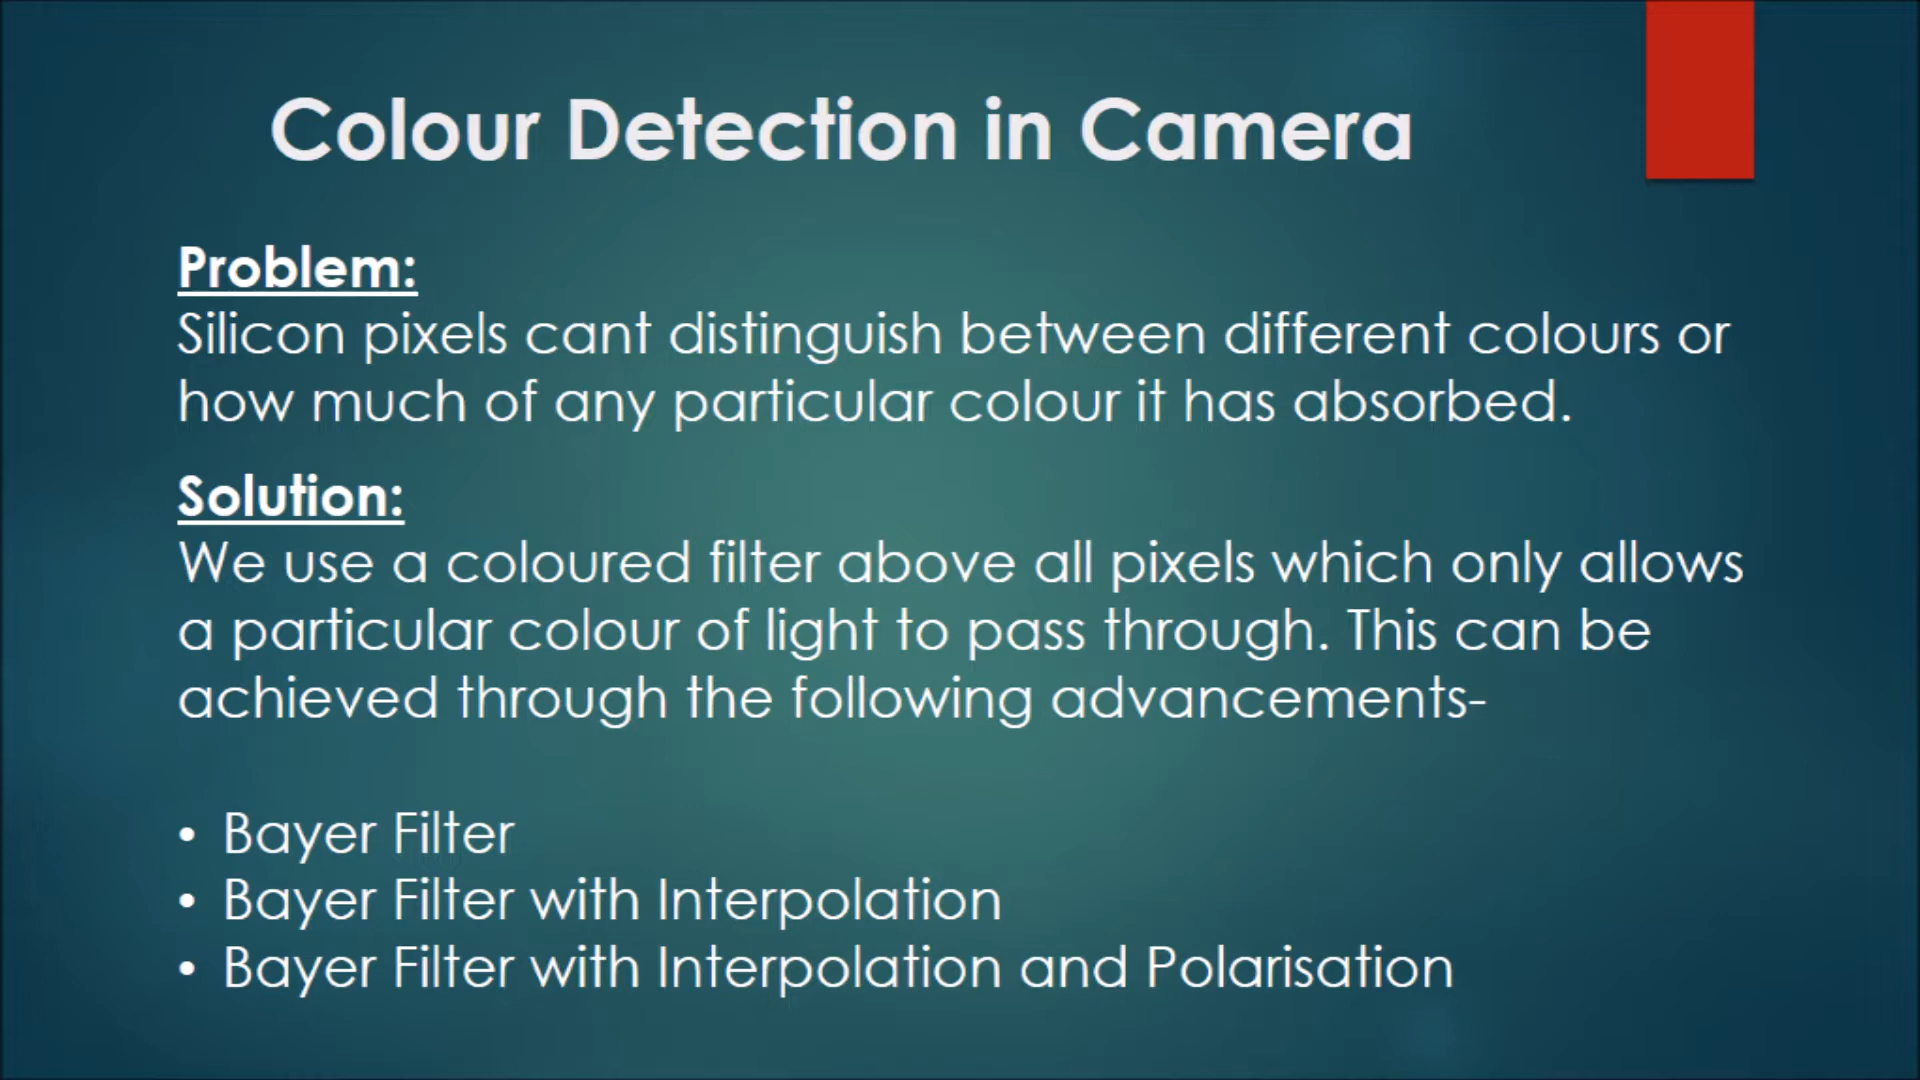 Colour Detection in Camera
Problem:
Silicon pixels cant distinguish between different colours or
how much of any particular colour it has absorbed.
Solution:
We use a coloured filter above all pixels which only allows
a particular colour of light to pass through. This can be
achieved through the following advancements-
• Bayer Filter
• Bayer Filter with Interpolation
• Bayer Filter with Interpolation and Polarisation